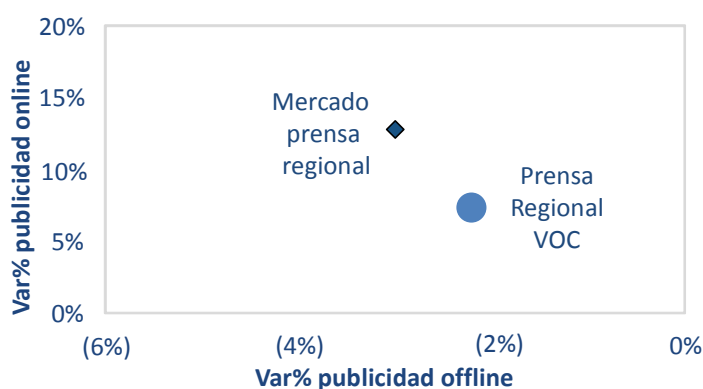 20%
15%
10%
5%
0%
Var% publicidad online
Mercado
prensa
regional
Prensa
Regional
VOC
(6%)
(4%)
(2%)
0%
Var% publicidad offline